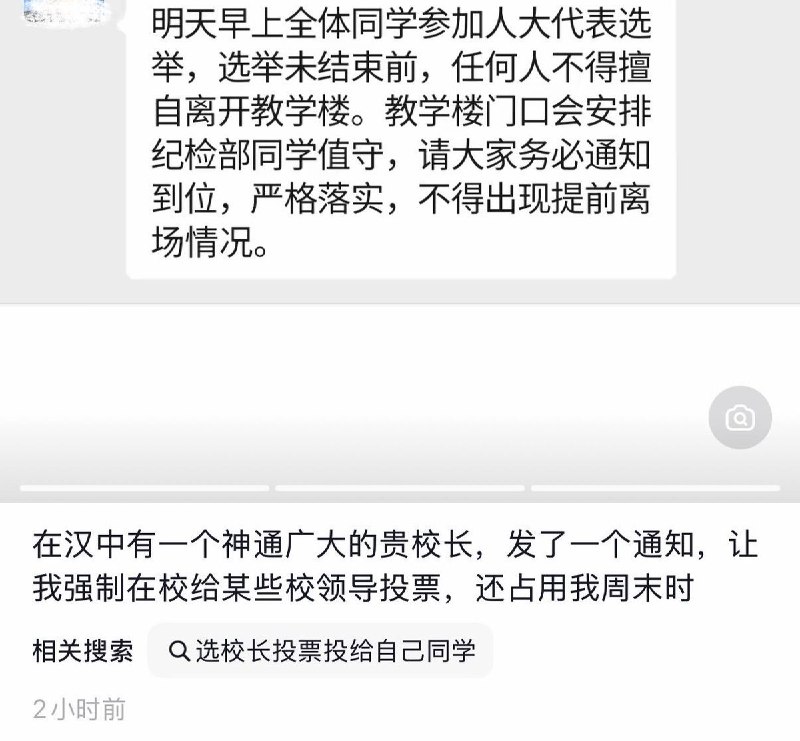 明天早上全体同学参加人大代表选
举，选举未结束前，任何人不得擅
自离开教学楼。教学楼门口会安排
纪检部同学值守，请大家务必通知
到位，严格落实，不得出现提前离
场情况。
在汉中有一个神通广大的贵校长，发了一个通知，让
我强制在校给某些校领导投票，还占用我周末时
相关搜索
选校长投票投给自己同学
2小时前